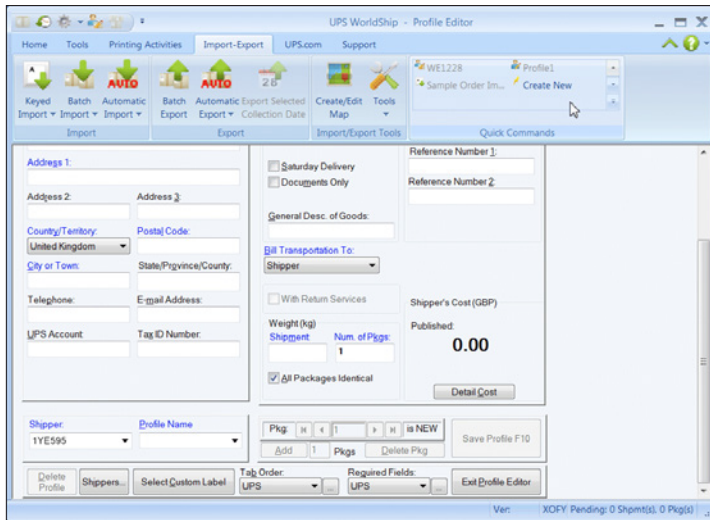 UPS WorldShip - Profile Editor
Home Tools Printing Activities Import-Export UPS.com Support
Keyed Import
Batch Import
AUTO Automatic Import
Batch Export
AUTO Automatic Export
28 Export Selected Collection Date
Create/Edit Map
Tools
WE1228 Profile1
Sample Order Im... Create New
Import Export Import/Export Tools Quick Commands
Address 1:
Address 2: Address 3:
Country/Territory: Postal Code:
United Kingdom
City or Town: State/Province/County:
Telephone: E-mail Address:
UPS Account Tax ID Number:
Saturday Delivery
Documents Only
General Desc. of Goods:
Bill Transportation To:
Shipper
With Return Services
Weight (kg)
Shipment Num. of Pkgs:
1
All Packages Identical
Reference Number 1:
Reference Number 2:
Shipper's Cost (GBP)
Published:
0.00
Detail Cost
Shipper: Profile Name
1YE595
Pkg: 1 is NEW
Add 1 Pkgs Delete Pkg
Save Profile F10
Delete Profile
Shippers...
Select Custom Label
Tab Order:
UPS ...
Required Fields:
UPS ...
Exit Profile Editor
Ver: XOFY Pending: 0 Shpmt(s). 0 Pkg(s)